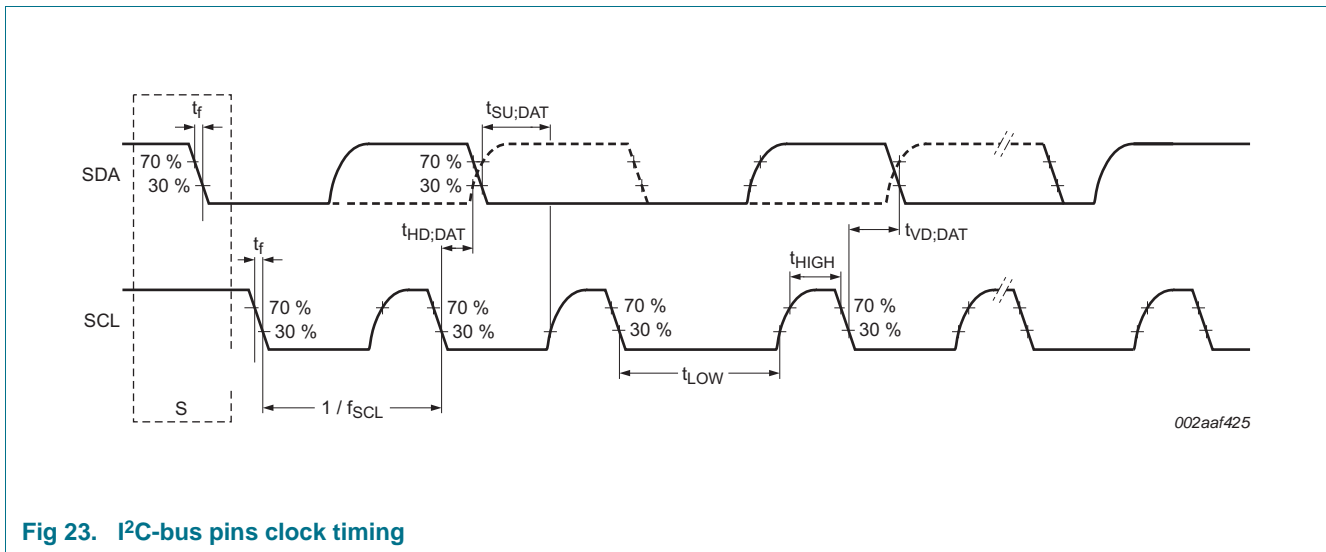 tf
tSU;DAT
70 %
30 %
SDA
70 %
30 %
tHD;DAT
tVD;DAT
tf
tHIGH
SCL
70 %
30 %
70 %
30 %
70 %
30 %
70 %
30 %
tLOW
1 / fSCL
S
002aaf425
Fig 23. I²C-bus pins clock timing